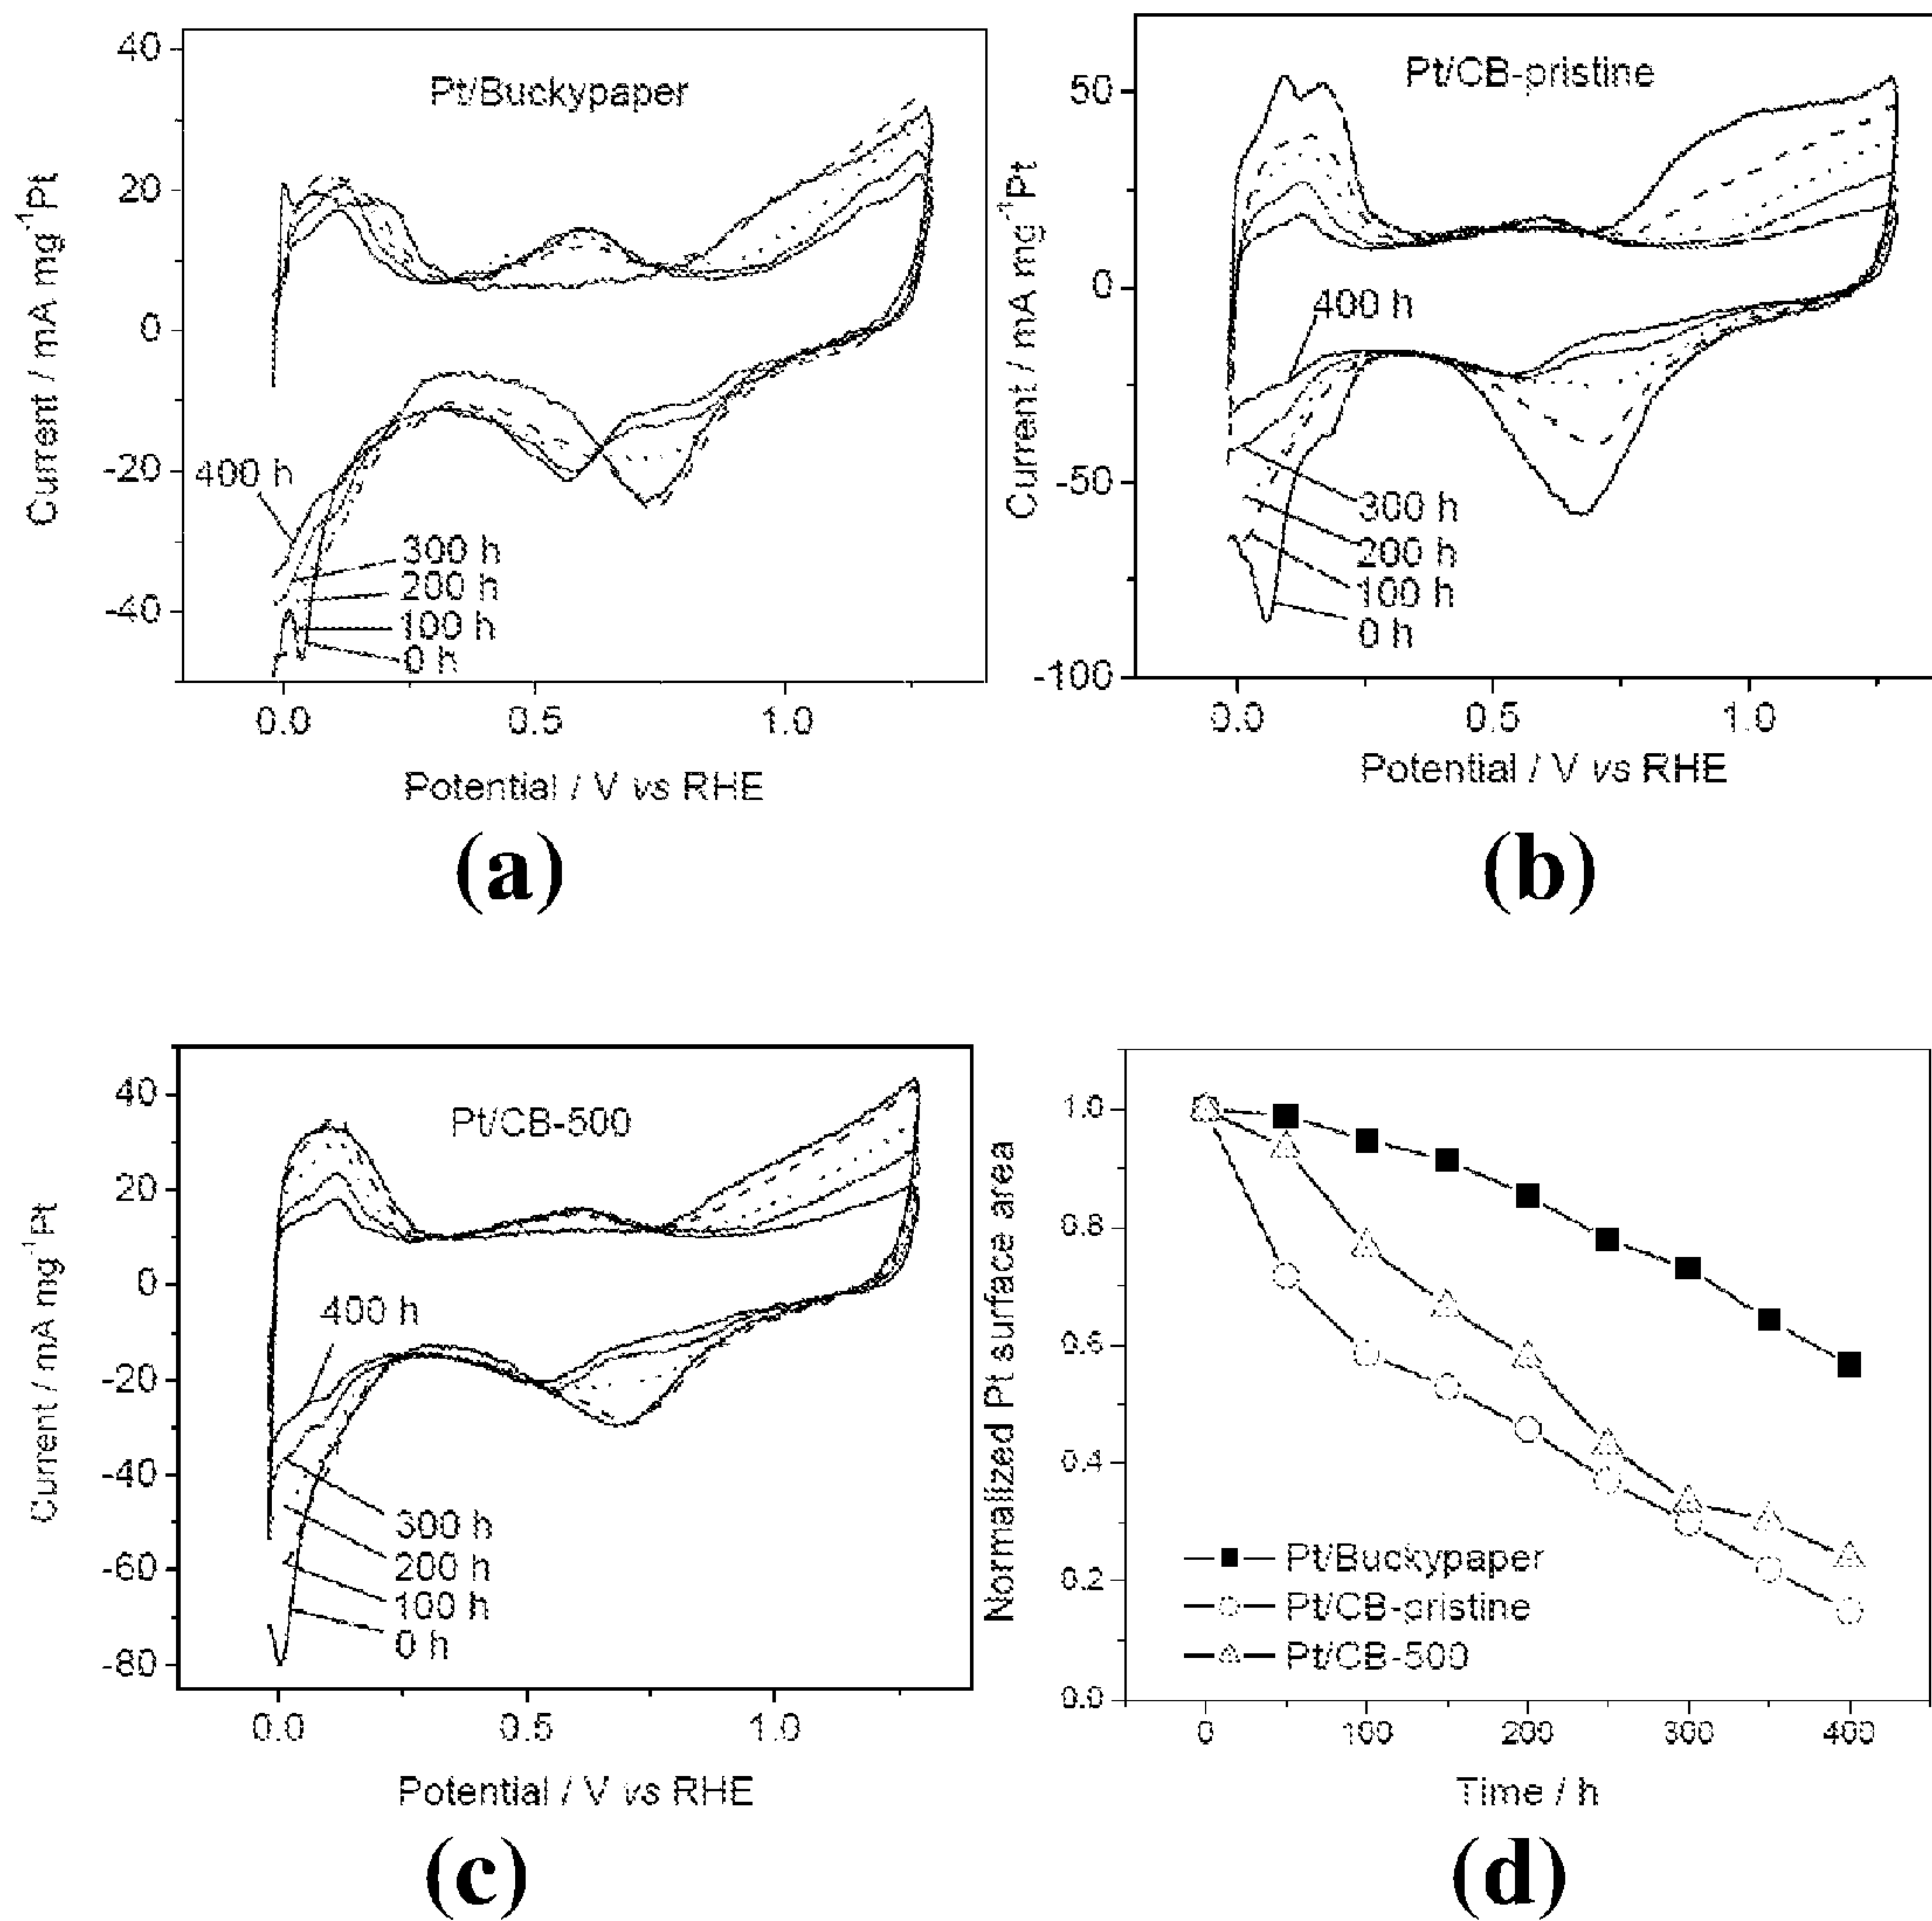 Pt/Buckypaper
40
20
0
-20
-40
Current / mA mg⁻¹Pt
400 h
300 h
200 h
100 h
0 h
0.0 0.5 1.0
Potential / V vs RHE
(a)
Pt/CB-pristine
50
0
-50
-100
Current / mA mg⁻¹Pt
400 h
300 h
200 h
100 h
0 h
0.0 0.5 1.0
Potential / V vs RHE
(b)
Pt/CB-500
40
20
0
-20
-40
-60
-80
Current / mA mg⁻¹Pt
400 h
300 h
200 h
100 h
0 h
0.0 0.5 1.0
Potential / V vs RHE
(c)
1.0
0.8
0.6
0.4
0.2
0.0
Normalized Pt surface area
Pt/Buckypaper
Pt/CB-pristine
Pt/CB-500
0 100 200 300 400
Time / h
(d)